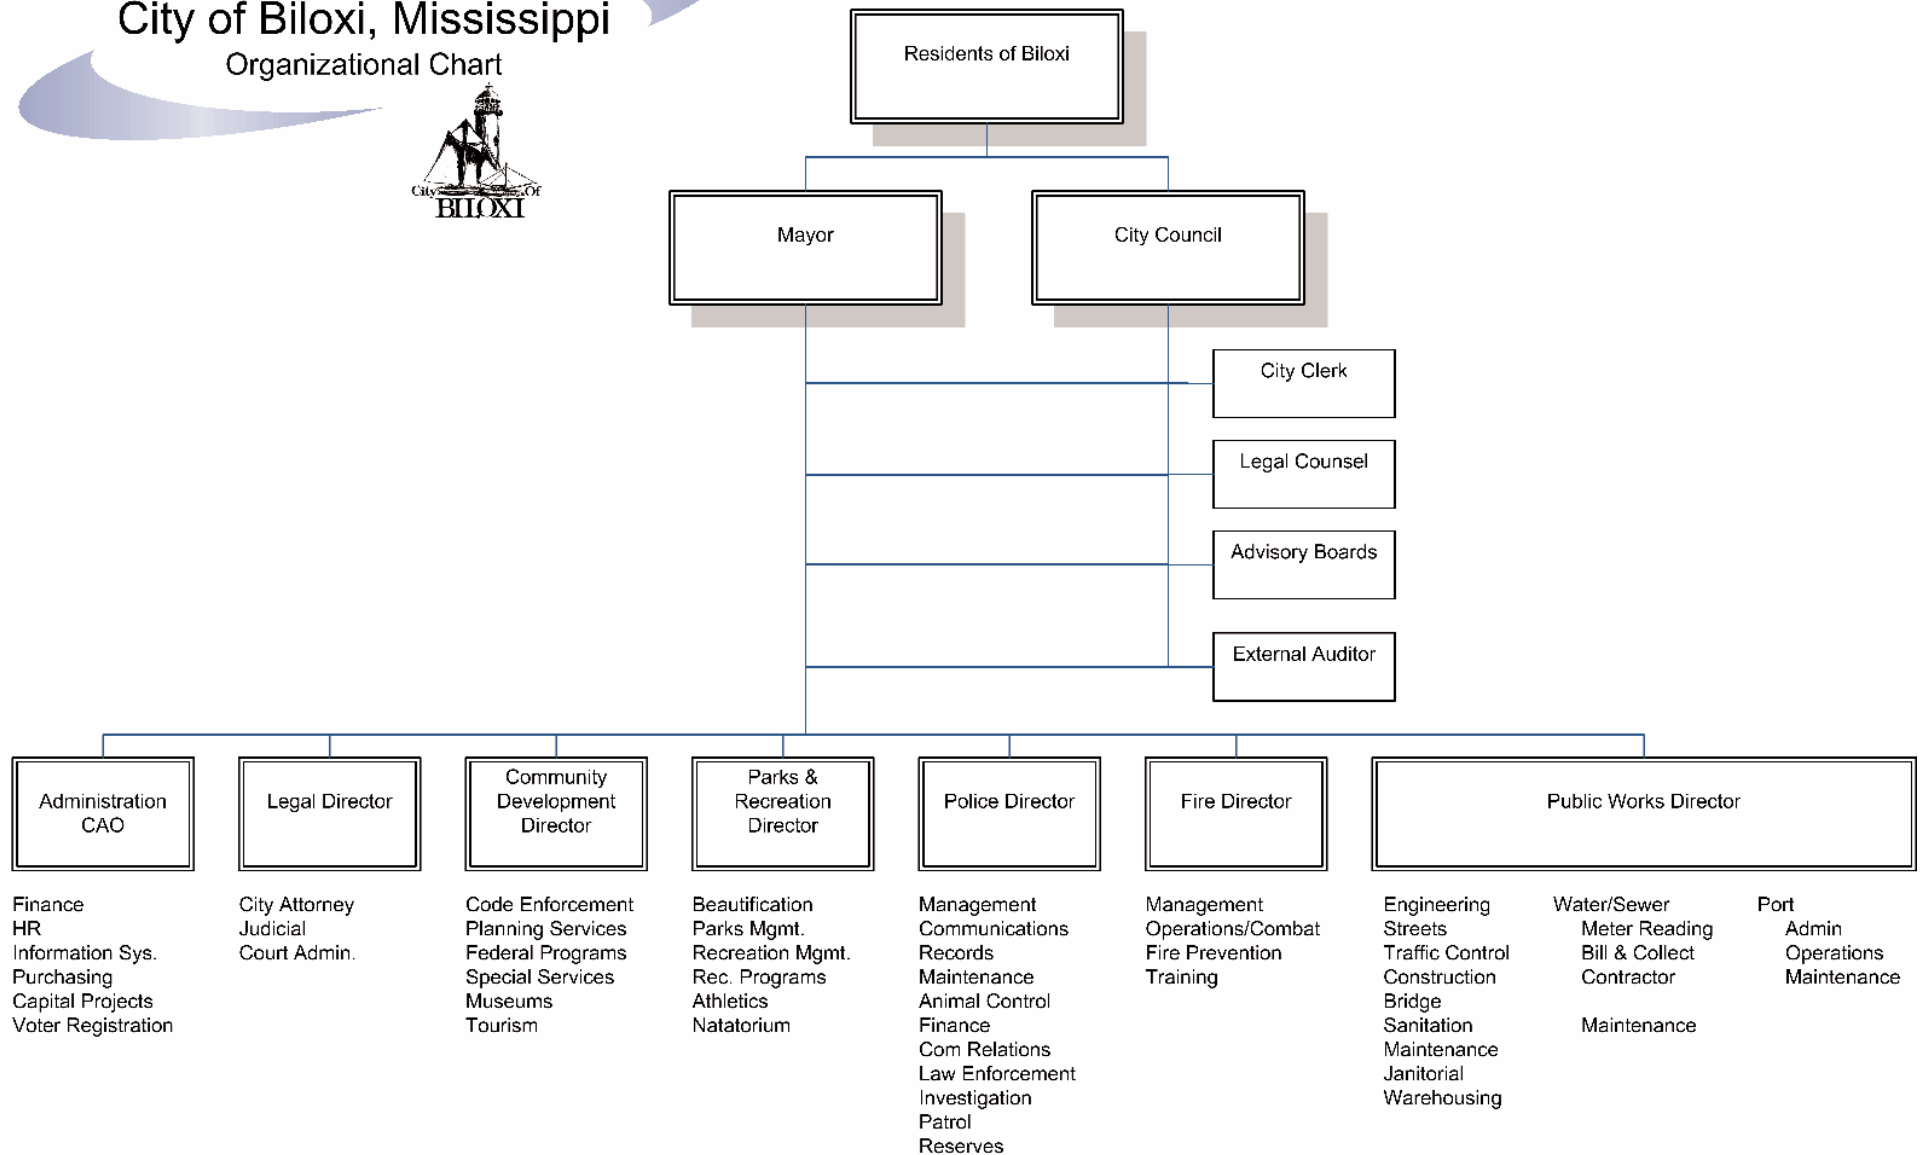 City of Biloxi, Mississippi
Organizational Chart
City Of
BILOXI
Residents of Biloxi
Mayor
City Council
City Clerk
Legal Counsel
Advisory Boards
External Auditor
Administration
CAO
Finance
HR
Information Sys.
Purchasing
Capital Projects
Voter Registration
Legal Director
City Attorney
Judicial
Court Admin.
Community
Development
Director
Code Enforcement
Planning Services
Federal Programs
Special Services
Museums
Tourism
Parks &
Recreation
Director
Beautification
Parks Mgmt.
Recreation Mgmt.
Rec. Programs
Athletics
Natatorium
Police Director
Management
Communications
Records
Maintenance
Animal Control
Finance
Com Relations
Law Enforcement
Investigation
Patrol
Reserves
Fire Director
Management
Operations/Combat
Fire Prevention
Training
Public Works Director
Engineering
Streets
Traffic Control
Construction
Bridge
Sanitation
Maintenance
Janitorial
Warehousing
Water/Sewer
Meter Reading
Bill & Collect
Contractor
Maintenance
Port
Admin
Operations
Maintenance